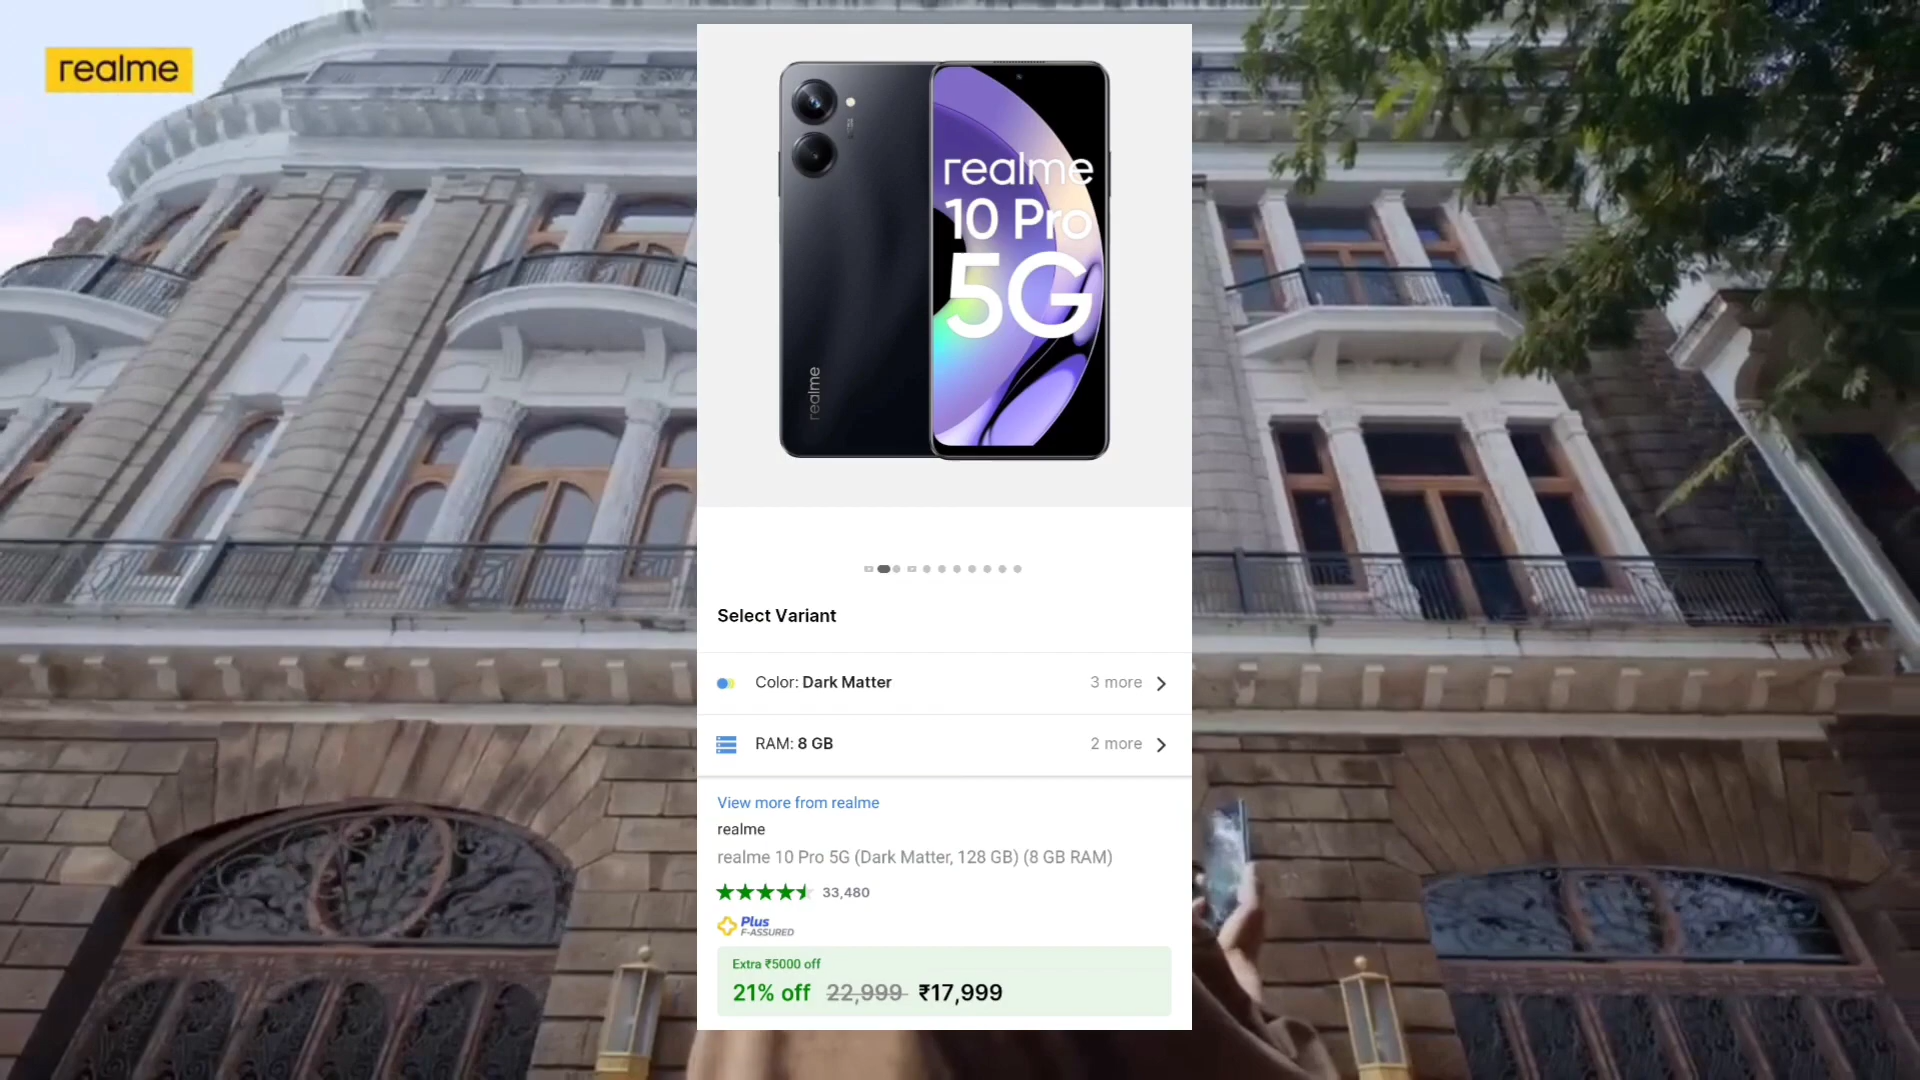 realme
realme
10 Pro
5G
realme
Select Variant
Color: Dark Matter
3 more
RAM: 8 GB
2 more
View more from realme
realme
realme 10 Pro 5G (Dark Matter, 128 GB) (8 GB RAM)
33,480
Plus
F-ASSURED
Extra ₹5000 off
21% off 22,999 ₹17,999